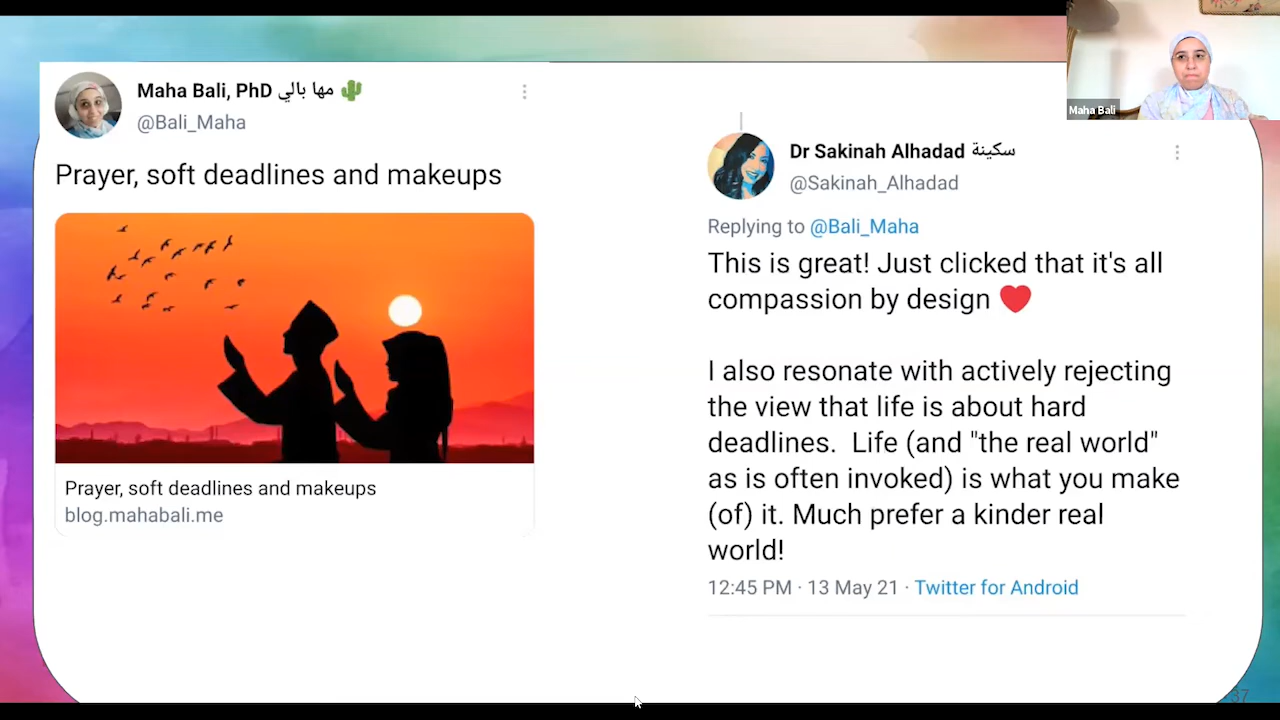 Maha Bali, PhD مها بالي
@Bali_Maha
Prayer, soft deadlines and makeups
Prayer, soft deadlines and makeups
blog.mahabali.me
Dr Sakinah Alhadad سكينة
@Sakinah_Alhadad
Replying to @Bali_Maha
This is great! Just clicked that it's all
compassion by design ❤️
I also resonate with actively rejecting
the view that life is about hard
deadlines. Life (and "the real world"
as is often invoked) is what you make
(of) it. Much prefer a kinder real
world!
12:45 PM · 13 May 21 · Twitter for Android
Maha Bali
37